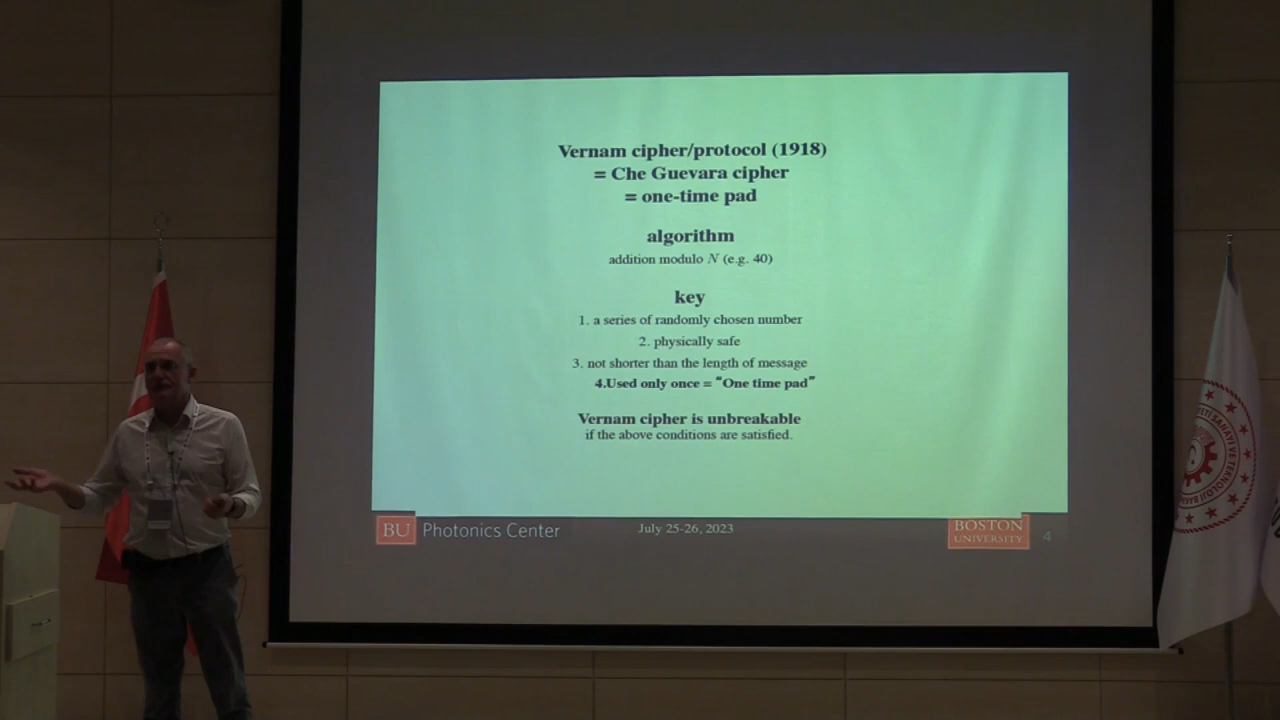 Vernam cipher/protocol (1918)
= Che Guevara cipher
= one-time pad
algorithm
addition modulo N (e.g. 40)
key
1. a series of randomly chosen number
2. physically safe
3. not shorter than the length of message
4.Used only once = “One time pad”
Vernam cipher is unbreakable
if the above conditions are satisfied.
BU Photonics Center
July 25-26, 2023
BOSTON
UNIVERSITY
4